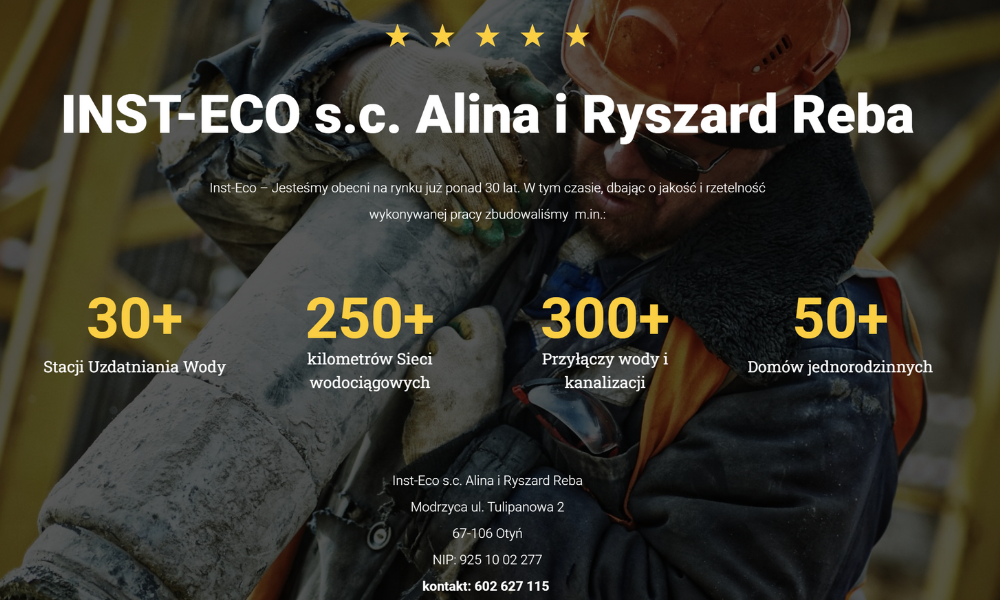 INST-ECO s.c. Alina i Ryszard Reba
Inst-Eco – Jesteśmy obecni na rynku już ponad 30 lat. W tym czasie, dbając o jakość i rzetelność
wykonywanej pracy zbudowaliśmy m.in.:
30+
Stacji Uzdatniania Wody
250+
kilometrów Sieci
wodociągowych
300+
Przyłączy wody i
kanalizacji
50+
Domów jednorodzinnych
Inst-Eco s.c. Alina i Ryszard Reba
Modrzyca ul. Tulipanowa 2
67-106 Otyń
NIP: 925 10 02 277
kontakt: 602 627 115